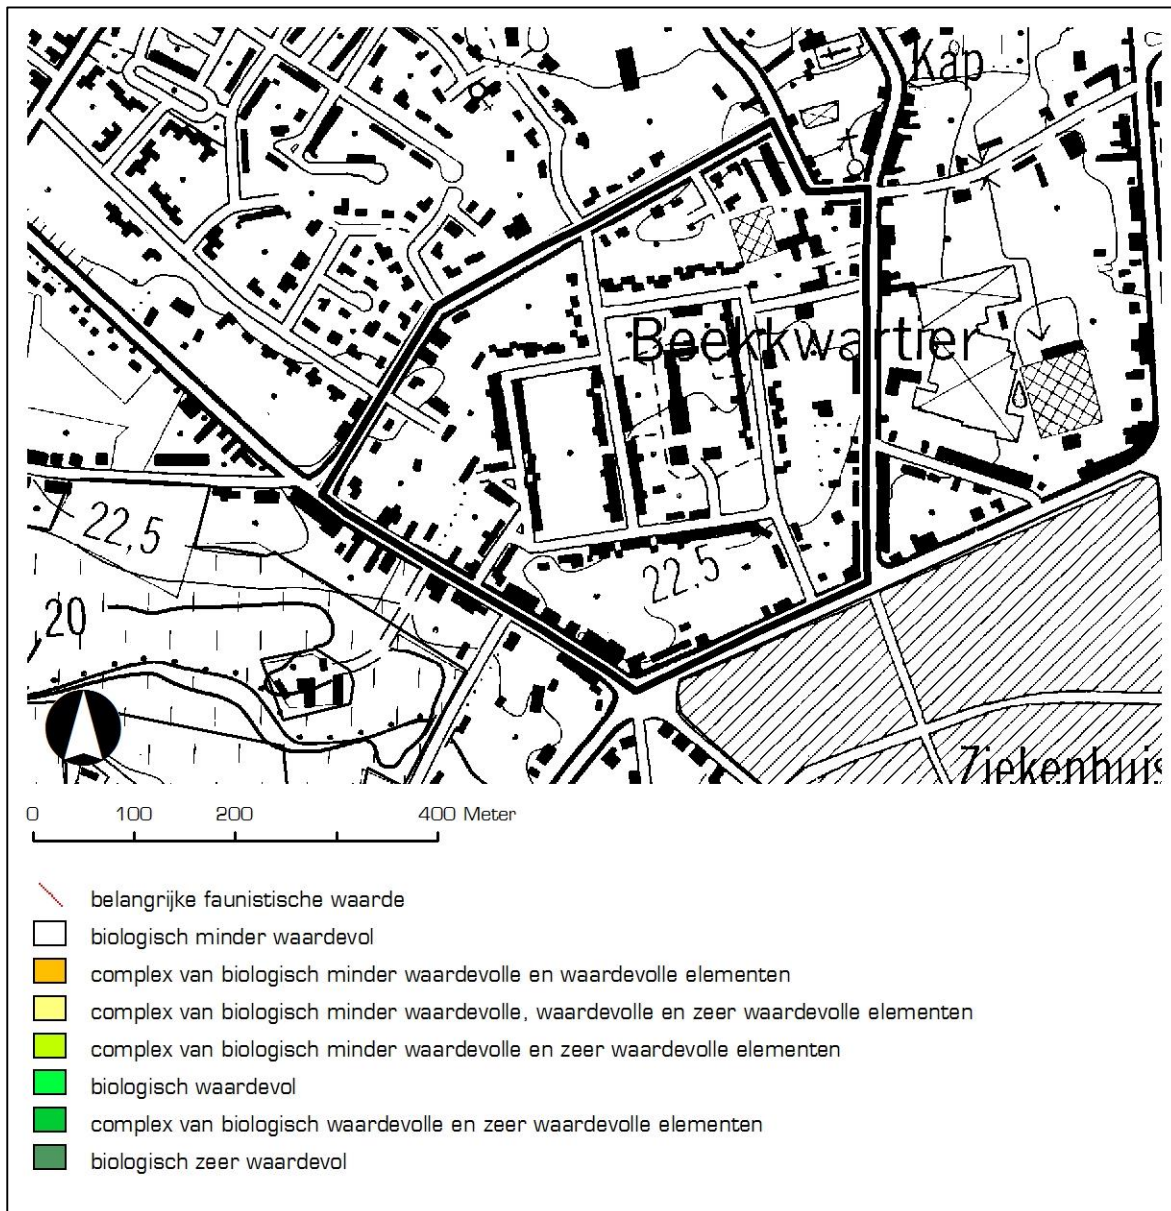 Kap
Beekkwartier
22,5
22,5
,20
Ziekenhuis
0 100 200 400 Meter
belangrijke faunistische waarde
biologisch minder waardevol
complex van biologisch minder waardevolle en waardevolle elementen
complex van biologisch minder waardevolle, waardevolle en zeer waardevolle elementen
complex van biologisch minder waardevolle en zeer waardevolle elementen
biologisch waardevol
complex van biologisch waardevolle en zeer waardevolle elementen
biologisch zeer waardevol